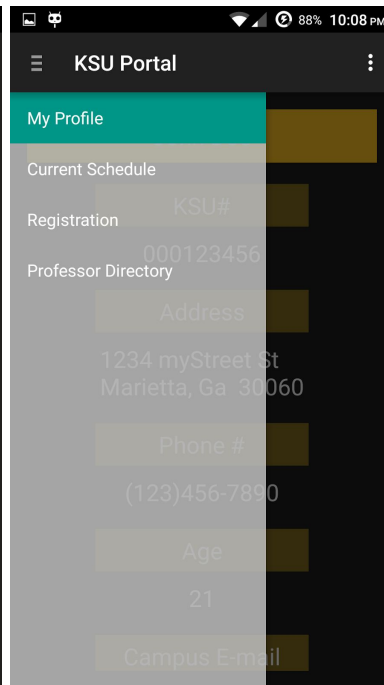 88% 10:08 PM
KSU Portal
My Profile
Current Schedule
KSU#
Registration
000123456
Professor Directory
Address
1234 myStreet St
Marietta, Ga 30060
Phone #
(123)456-7890
Age
21
Campus E-mail